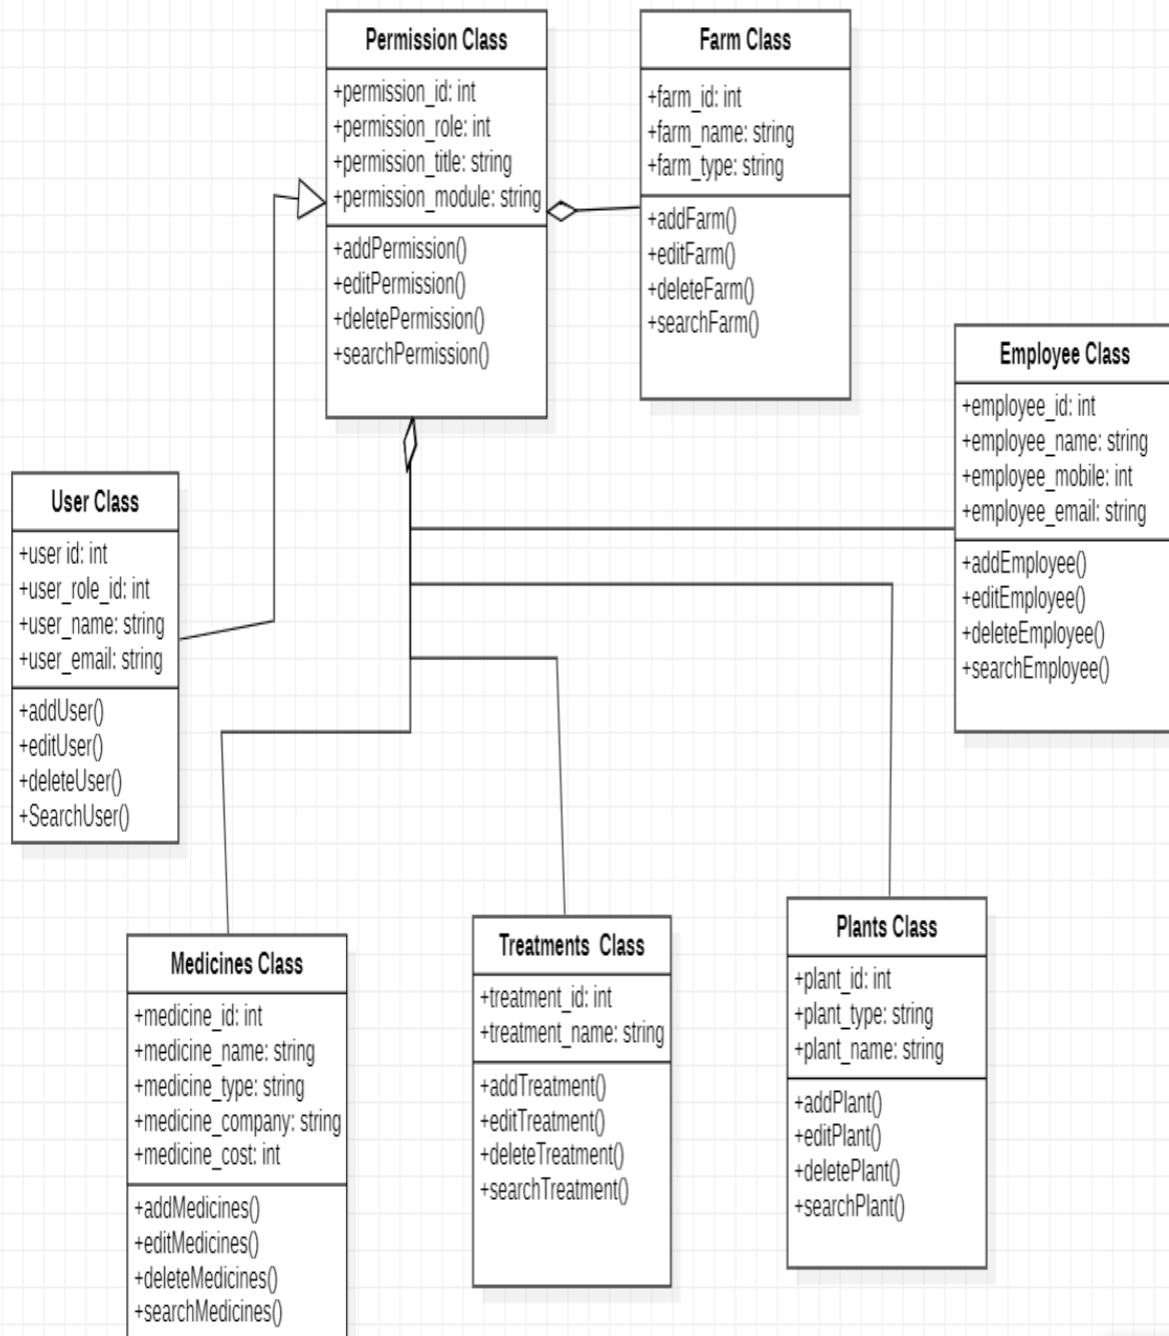 Permission Class
+permission_id: int
+permission_role: int
+permission_title: string
+permission_module: string
+addPermission()
+editPermission()
+deletePermission()
+searchPermission()
Farm Class
+farm_id: int
+farm_name: string
+farm_type: string
+addFarm()
+editFarm()
+deleteFarm()
+searchFarm()
Employee Class
+employee_id: int
+employee_name: string
+employee_mobile: int
+employee_email: string
+addEmployee()
+editEmployee()
+deleteEmployee()
+searchEmployee()
User Class
+user id: int
+user_role_id: int
+user_name: string
+user_email: string
+addUser()
+editUser()
+deleteUser()
+SearchUser()
Medicines Class
+medicine_id: int
+medicine_name: string
+medicine_type: string
+medicine_company: string
+medicine_cost: int
+addMedicines()
+editMedicines()
+deleteMedicines()
+searchMedicines()
Treatments  Class
+treatment_id: int
+treatment_name: string
+addTreatment()
+editTreatment()
+deleteTreatment()
+searchTreatment()
Plants Class
+plant_id: int
+plant_type: string
+plant_name: string
+addPlant()
+editPlant()
+deletePlant()
+searchPlant()